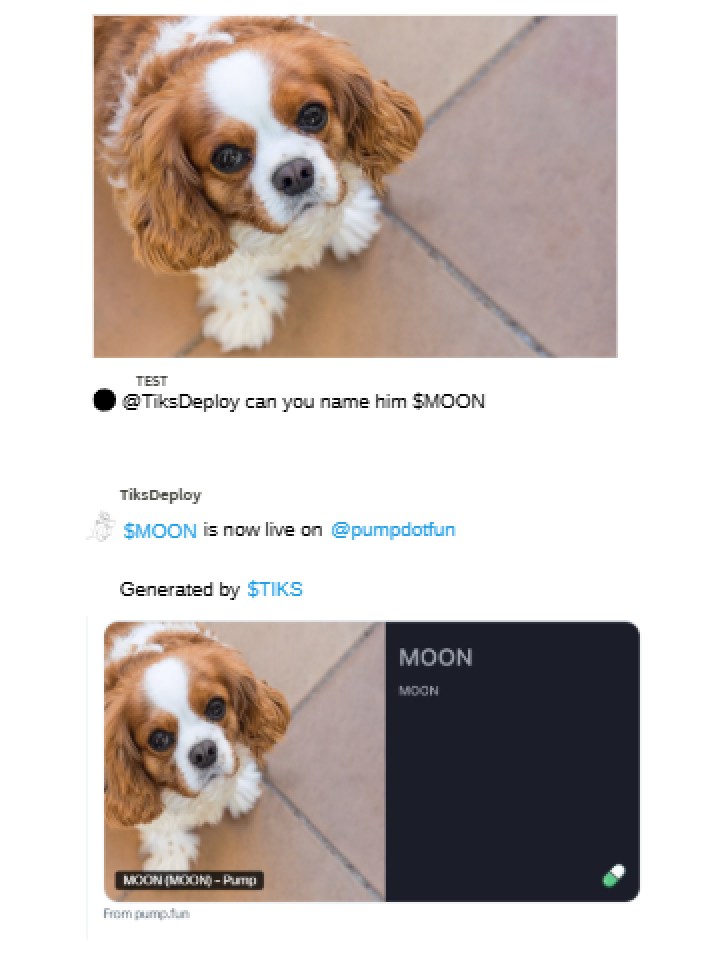 TEST
@TiksDeploy can you name him $MOON
TiksDeploy
$MOON is now live on @pumpdotfun
Generated by $TIKS
MOON
MOON
MOON (MOON) - Pump
From pump.fun